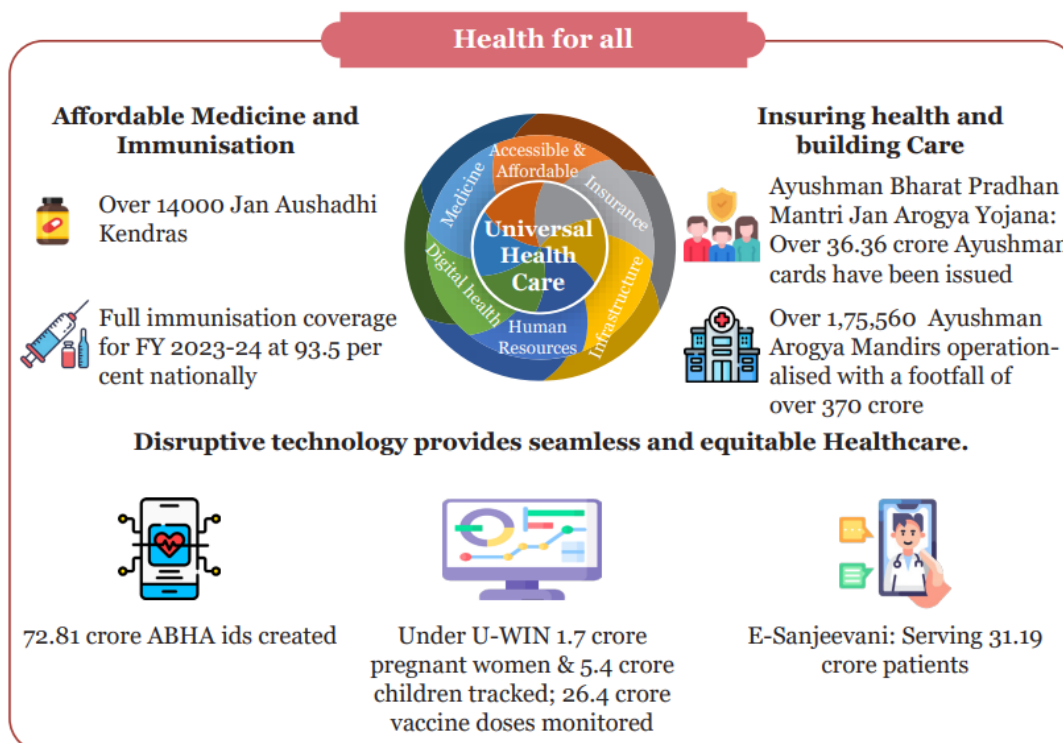 Health for all
Affordable Medicine and
Immunisation
Over 14000 Jan Aushadhi
Kendras
Full immunisation coverage
for FY 2023-24 at 93.5 per
cent nationally
Accessible &
Affordable
Insurance
Infrastructure
Human
Resources
Digital health
Medicine
Universal
Health
Care
Insuring health and
building Care
Ayushman Bharat Pradhan
Mantri Jan Arogya Yojana:
Over 36.36 crore Ayushman
cards have been issued
Over 1,75,560 Ayushman
Arogya Mandirs operation-
alised with a footfall of
over 370 crore
Disruptive technology provides seamless and equitable Healthcare.
72.81 crore ABHA ids created
Under U-WIN 1.7 crore
pregnant women & 5.4 crore
children tracked; 26.4 crore
vaccine doses monitored
E-Sanjeevani: Serving 31.19
crore patients